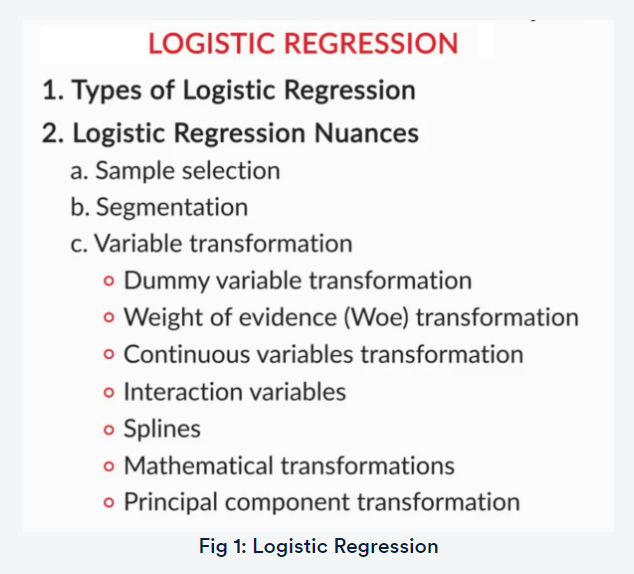 LOGISTIC REGRESSION
1. Types of Logistic Regression
2. Logistic Regression Nuances
a. Sample selection
b. Segmentation
c. Variable transformation
Dummy variable transformation
Weight of evidence (Woe) transformation
Continuous variables transformation
Interaction variables
Splines
Mathematical transformations
Principal component transformation
Fig 1: Logistic Regression